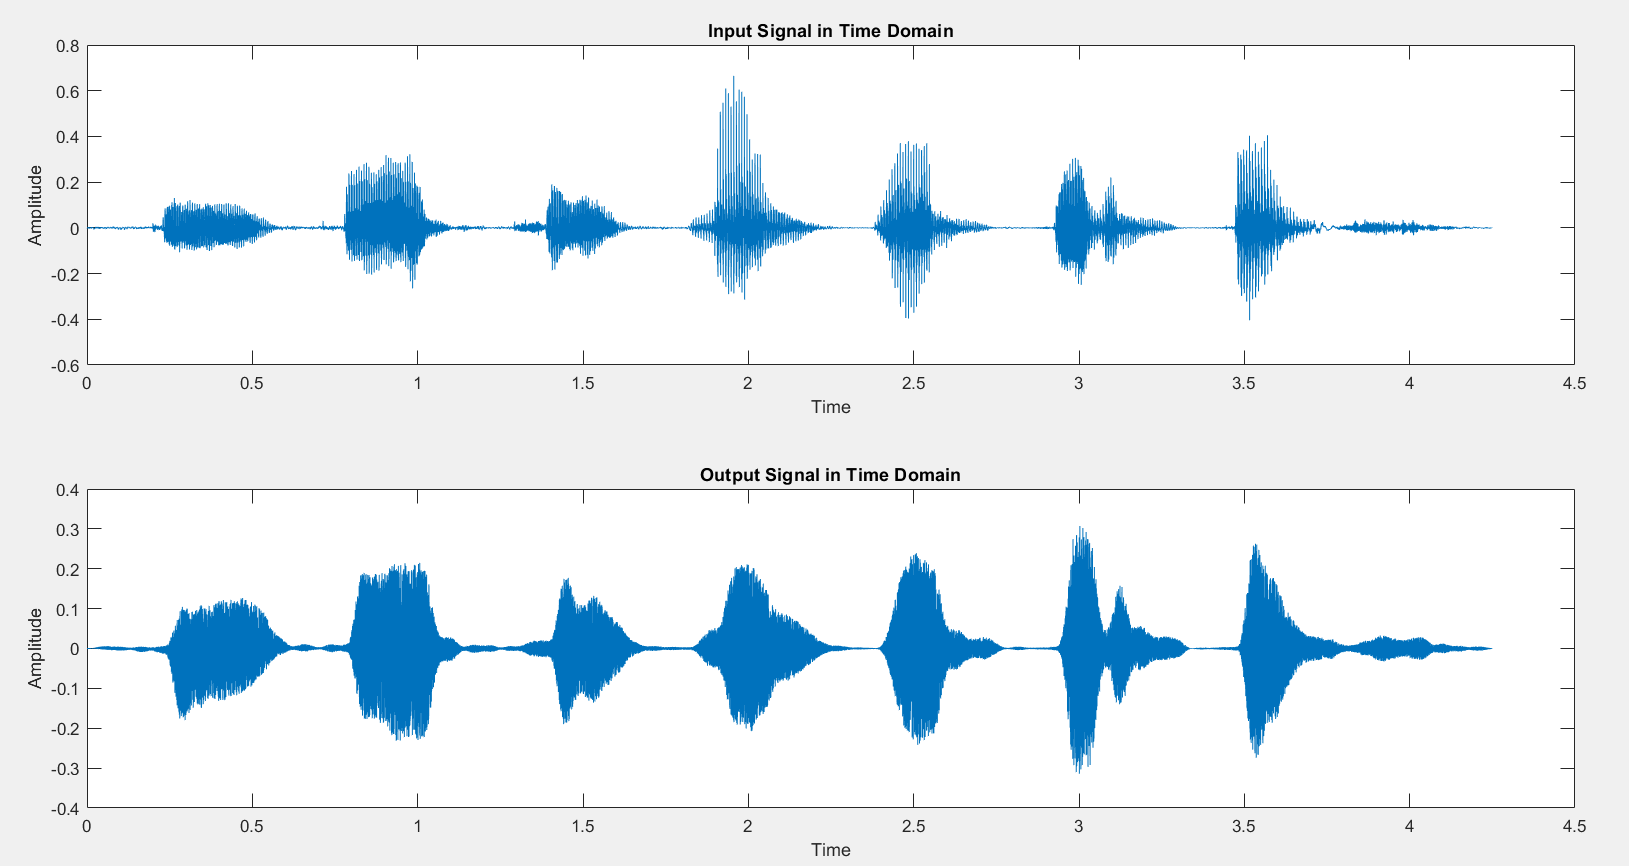 Input Signal in Time Domain
0.8
0.6
0.4
0.2
0
-0.2
-0.4
-0.6
Amplitude
0 0.5 1 1.5 2 2.5 3 3.5 4 4.5
Time
Output Signal in Time Domain
0.4
0.3
0.2
0.1
0
-0.1
-0.2
-0.3
-0.4
Amplitude
0 0.5 1 1.5 2 2.5 3 3.5 4 4.5
Time